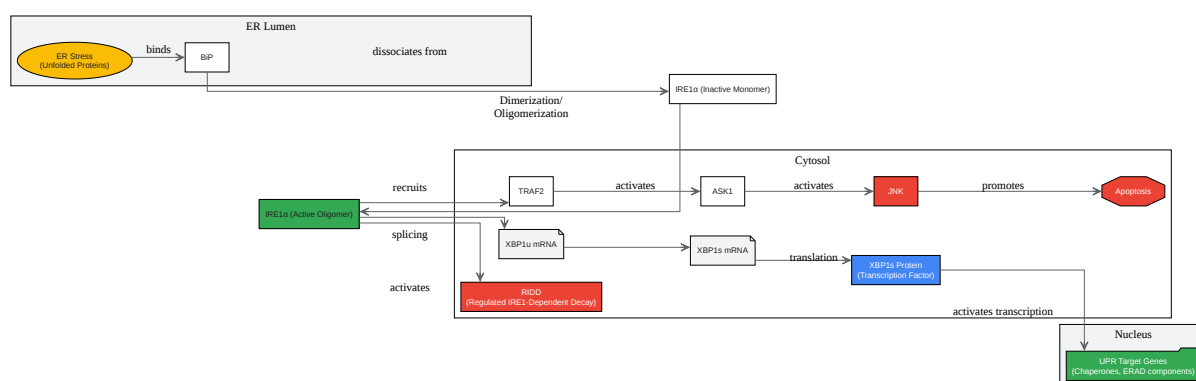 ER Lumen
ER Stress
(Unfolded Proteins)
binds
BiP
dissociates from
IRE1α (Inactive Monomer)
Dimerization/
Oligomerization
Cytosol
recruits
TRAF2
activates
ASK1
activates
JNK
promotes
Apoptosis
IRE1α (Active Oligomer)
splicing
XBP1u mRNA
XBP1s mRNA
translation
XBP1s Protein
(Transcription Factor)
activates
RIDD
(Regulated IRE1-Dependent Decay)
activates transcription
Nucleus
UPR Target Genes
(Chaperones, ERAD components)